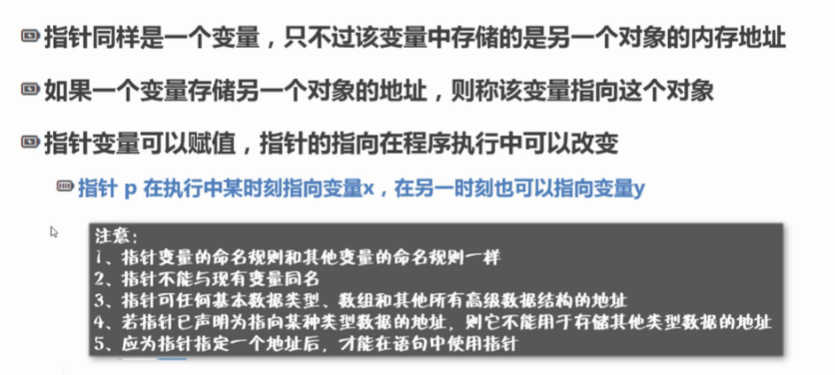 指针同样是一个变量，只不过该变量中存储的是另一个对象的内存地址
如果一个变量存储另一个对象的地址，则称该变量指向这个对象
指针变量可以赋值，指针的指向在程序执行中可以改变
指针 p 在执行中某时刻指向变量x，在另一时刻也可以指向变量y
注意：
1、指针变量的命名规则和其他变量的命名规则一样
2、指针不能与现有变量同名
3、指针可任何基本数据类型、数组和其他所有高级数据结构的地址
4、若指针已声明为指向某种类型数据的地址，则它不能用于存储其他类型数据的地址
5、应为指针指定一个地址后，才能在语句中使用指针